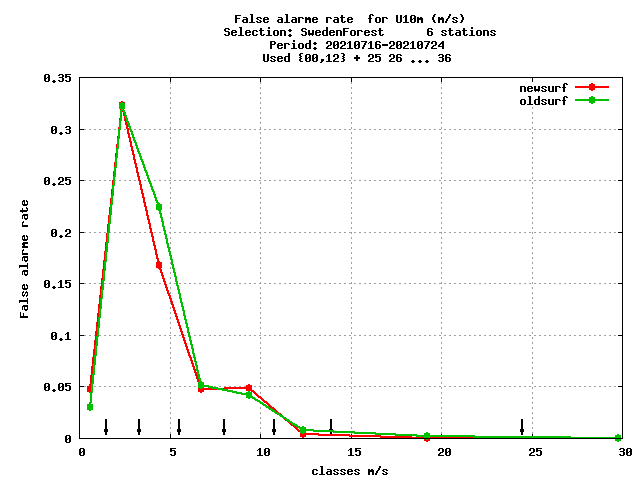 False alarme rate  for U10m (m/s)
Selection: SwedenForest      6 stations
Period: 20210716-20210724
Used {00,12} + 25 26 ... 36
newsurf
oldsurf
0.35
0.3
0.25
0.2
0.15
0.1
0.05
0
False alarme rate
0 5 10 15 20 25 30
classes m/s